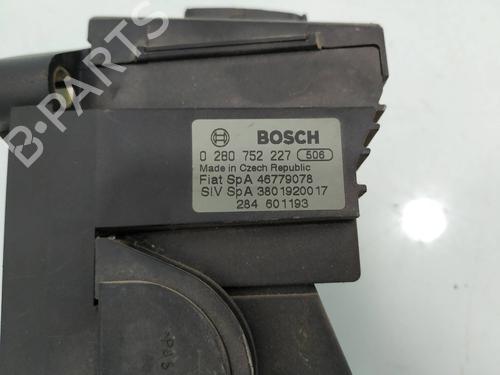 B-PARTS
BOSCH
0 280 752 227 506
Made in Czech Republic
Fiat SpA 46779078
SIV SpA 3801920017
284 601193